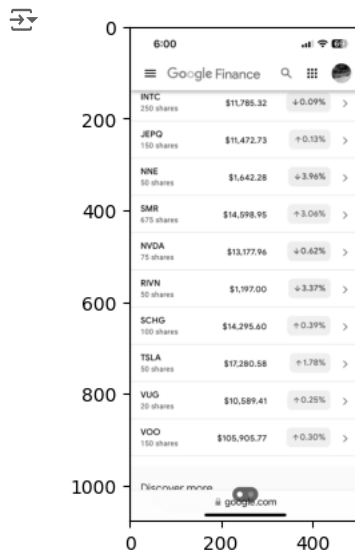 0
200
400
600
800
1000
0 200 400
6:00
Google Finance
INTC
250 shares
$11,785.32
↓0.09%
JEPQ
150 shares
$11,472.73
↑0.13%
NNE
50 shares
$1,642.28
↓3.96%
SMR
675 shares
$14,598.95
↑3.06%
NVDA
75 shares
$13,177.96
↓0.62%
RIVN
50 shares
$1,197.00
↓3.37%
SCHG
100 shares
$14,295.60
↑0.39%
TSLA
50 shares
$17,280.58
↑1.78%
VUG
20 shares
$10,589.41
↑0.25%
VOO
150 shares
$105,905.77
↑0.30%
Discover more
google.com